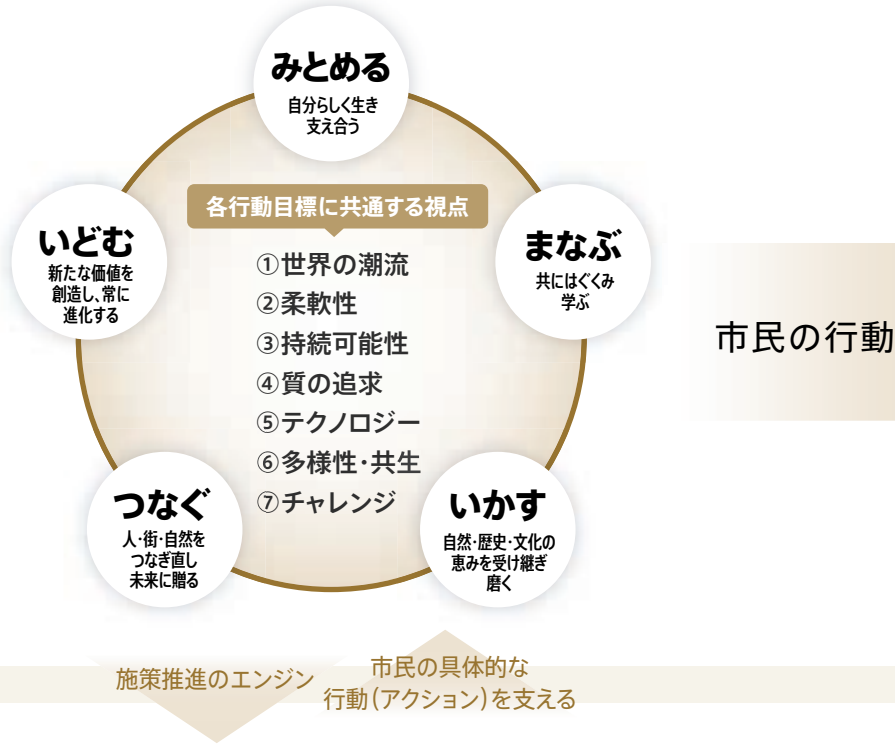 みとめる
自分らしく生き
支え合う
いどむ
新たな価値を
創造し、常に
進化する
まなぶ
共にはぐくみ
学ぶ
各行動目標に共通する視点
①世界の潮流
②柔軟性
③持続可能性
④質の追求
⑤テクノロジー
⑥多様性・共生
⑦チャレンジ
市民の行動
つなぐ
人・街・自然を
つなぎ直し
未来に贈る
いかす
自然・歴史・文化の
恵みを受け継ぎ
磨く
施策推進のエンジン
市民の具体的な
行動(アクション)を支える